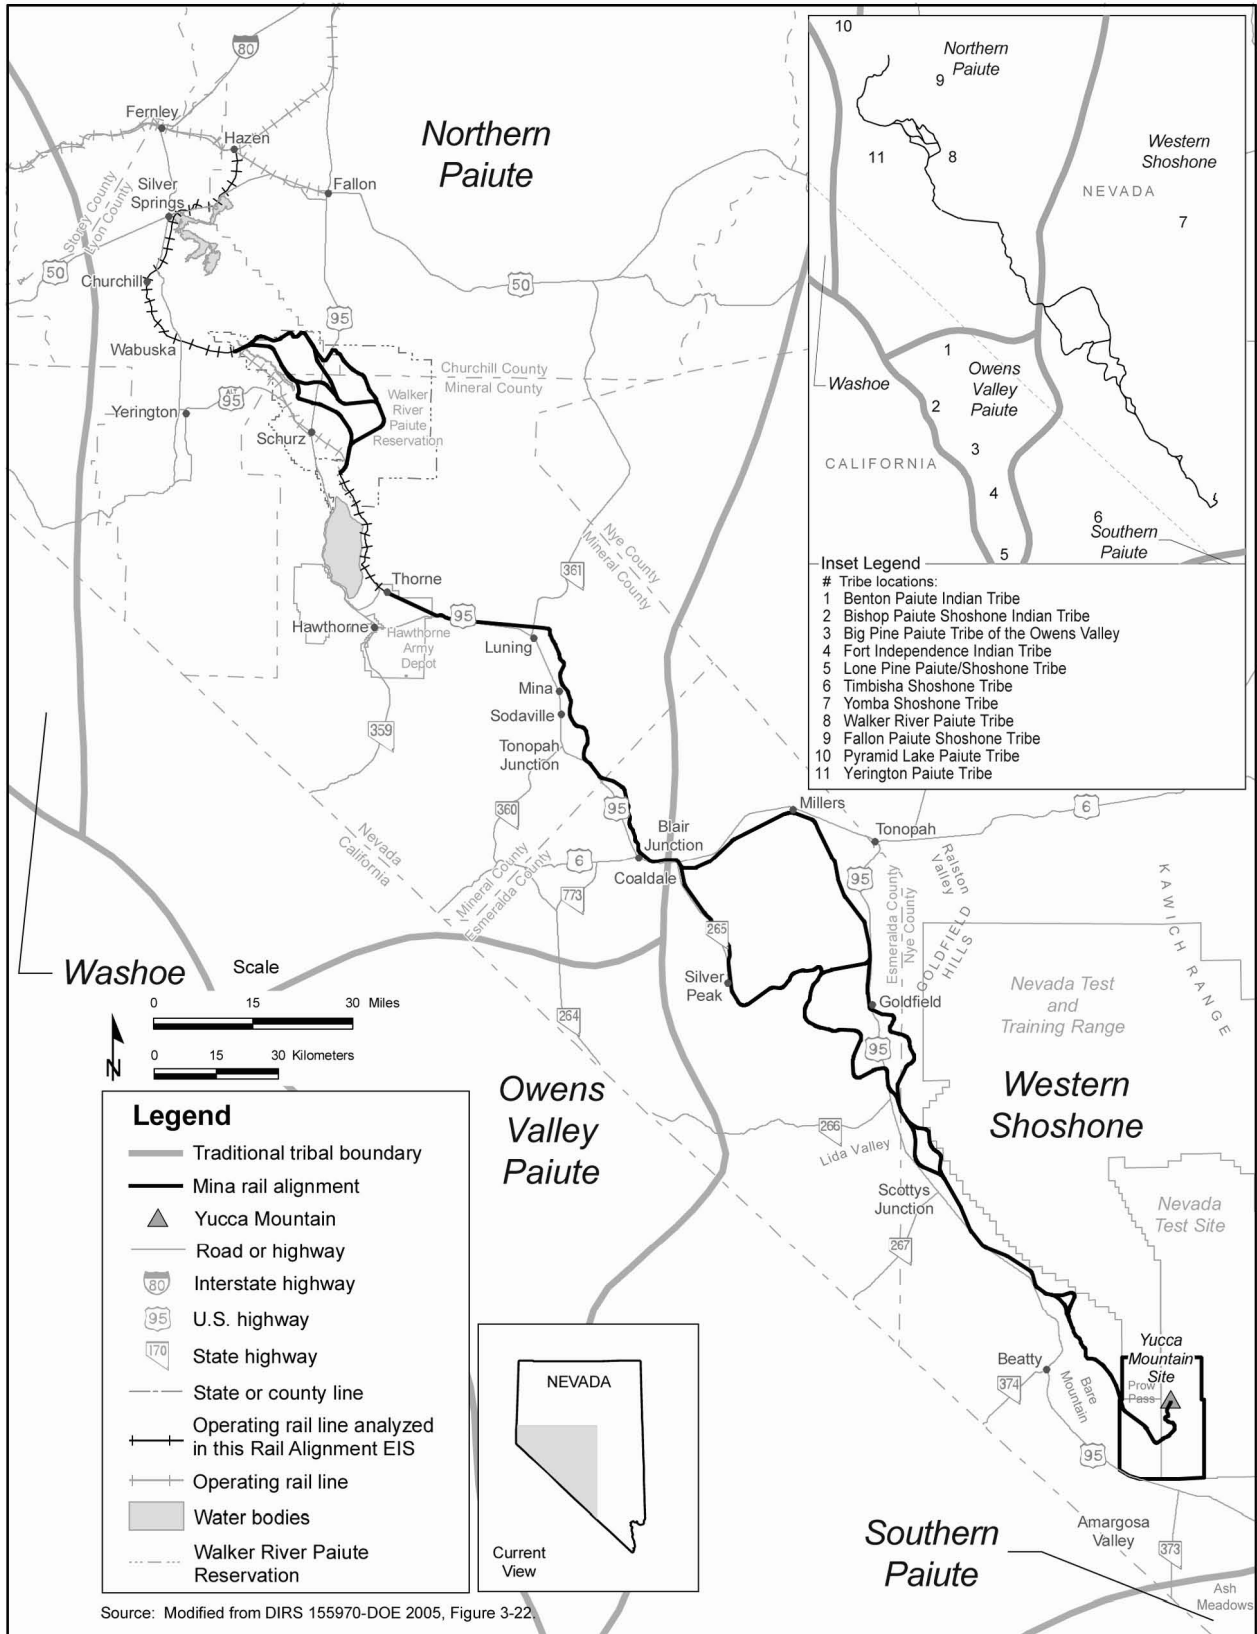 80
Fernley
Hazen
Silver
Springs
Fallon
Storey County
Lyon County
50
Churchill
50
95
Northern
Paiute
Wabuska
Churchill County
Mineral County
ALT
95
Yerington
Schurz
Walker
River
Paiute
Reservation
Nye County
Mineral County
361
Thorne
95
Hawthorne
Hawthorne
Army
Depot
Luning
Mina
Sodaville
359
Tonopah
Junction
360
95
Nevada
California
Blair
Junction
Millers
Tonopah
6
6
Coaldale
Mineral County
Esmeralda County
773
95
Ralston
Valley
Esmeralda County
Nye County
GOLDFIELD
HILLS
KAWICH RANGE
265
Silver
Peak
Goldfield
Nevada Test
and
Training Range
264
95
Washoe
Scale
0 15 30 Miles
0 15 30 Kilometers
N
Owens
Valley
Paiute
Western
Shoshone
266
Lida Valley
Scottys
Junction
267
Nevada
Test Site
Yucca
Mountain
Site
Prow
Pass
Beatty
374
Bare
Mountain
95
Amargosa
Valley
373
Southern
Paiute
Ash
Meadows
10
Northern
Paiute
9
11
8
Western
Shoshone
NEVADA
7
1
Owens
Valley
Paiute
Washoe
2
3
CALIFORNIA
4
5
6
Southern
Paiute
Inset Legend
# Tribe locations:
1 Benton Paiute Indian Tribe
2 Bishop Paiute Shoshone Indian Tribe
3 Big Pine Paiute Tribe of the Owens Valley
4 Fort Independence Indian Tribe
5 Lone Pine Paiute/Shoshone Tribe
6 Timbisha Shoshone Tribe
7 Yomba Shoshone Tribe
8 Walker River Paiute Tribe
9 Fallon Paiute Shoshone Tribe
10 Pyramid Lake Paiute Tribe
11 Yerington Paiute Tribe
Legend
Traditional tribal boundary
Mina rail alignment
Yucca Mountain
Road or highway
80 Interstate highway
95 U.S. highway
170 State highway
State or county line
Operating rail line analyzed
in this Rail Alignment EIS
Operating rail line
Water bodies
Walker River Paiute
Reservation
NEVADA
Current
View
Source: Modified from DIRS 155970-DOE 2005, Figure 3-22.